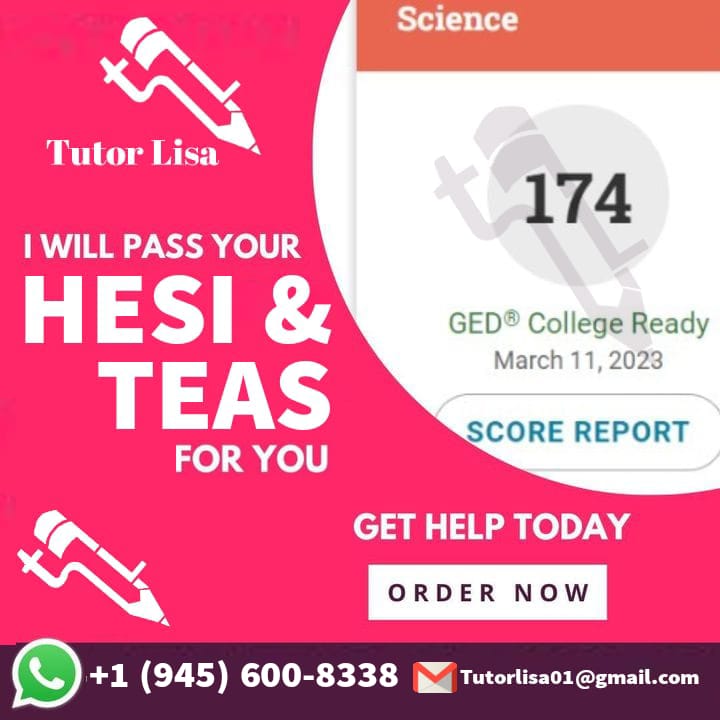 Tutor Lisa
I WILL PASS YOUR
HESI &
TEAS
FOR YOU
Science
174
GED® College Ready
March 11, 2023
SCORE REPORT
GET HELP TODAY
ORDER NOW
+1 (945) 600-8338
Tutorlisa01@gmail.com